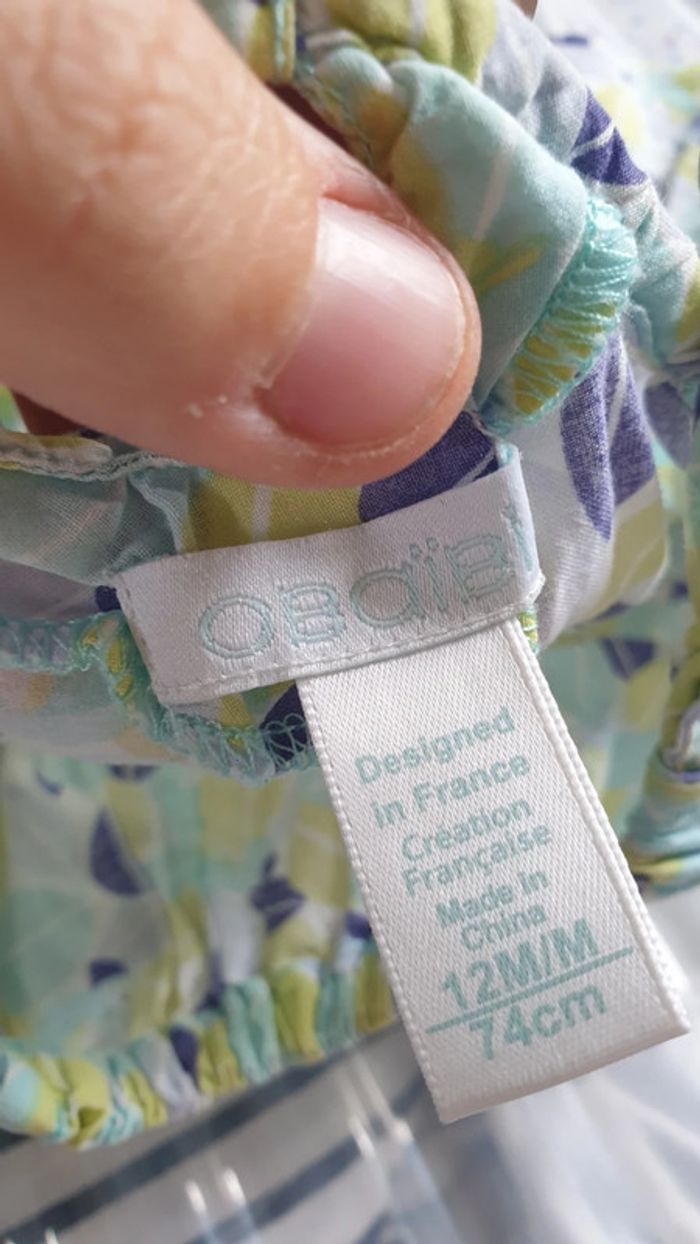 OBaïBi
Designed
in France
Création
Française
Made in
China
12M/M
74cm